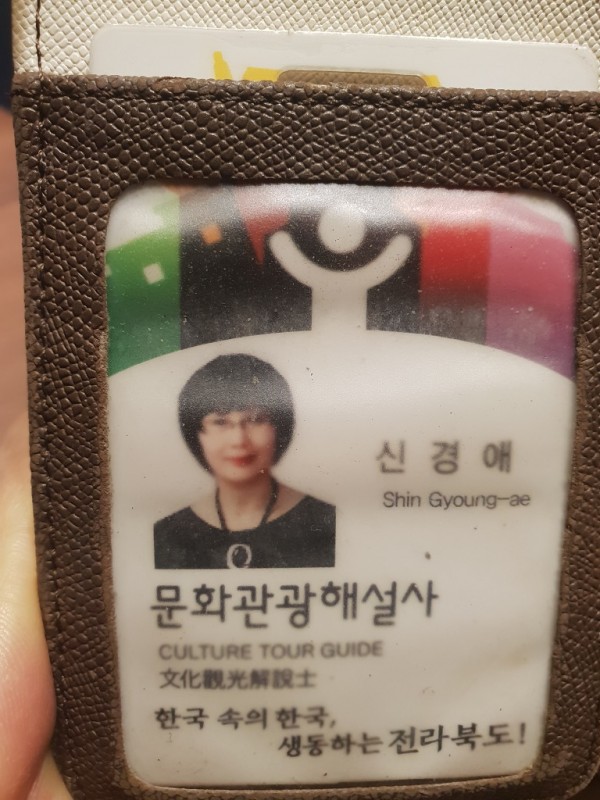 신 경 애
Shin Gyoung-ae
문화관광해설사
CULTURE TOUR GUIDE
文化觀光解說士
한국 속의 한국,
생동하는 전라북도!